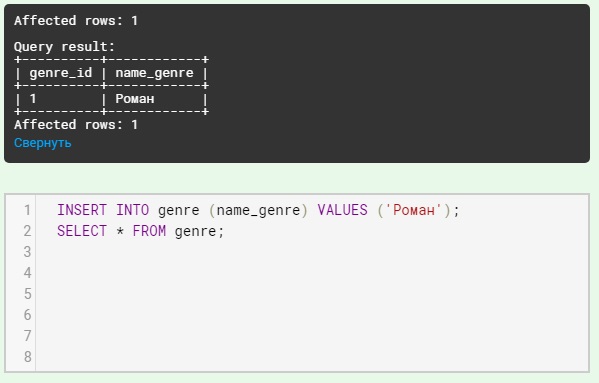 Affected rows: 1
Query result:
+----------+------------+
| genre_id | name_genre |
+----------+------------+
| 1        | Роман      |
+----------+------------+
Affected rows: 1
Свернуть
1 INSERT INTO genre (name_genre) VALUES ('Роман');
2 SELECT * FROM genre;
3
4
5
6
7
8